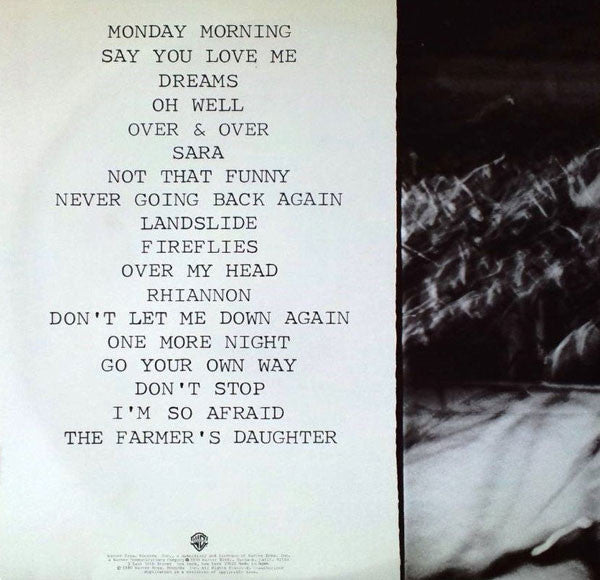 MONDAY MORNING
SAY YOU LOVE ME
DREAMS
OH WELL
OVER & OVER
SARA
NOT THAT FUNNY
NEVER GOING BACK AGAIN
LANDSLIDE
FIREFLIES
OVER MY HEAD
RHIANNON
DON'T LET ME DOWN AGAIN
ONE MORE NIGHT
GO YOUR OWN WAY
DON'T STOP
I'M SO AFRAID
THE FARMER'S DAUGHTER